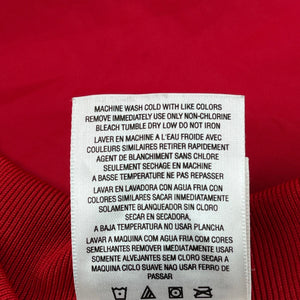 MACHINE WASH COLD WITH LIKE COLORS
REMOVE IMMEDIATELY USE ONLY NON-CHLORINE
BLEACH TUMBLE DRY LOW DO NOT IRON
LAVER EN MACHINE A L'EAU FROIDE AVEC
COULEURS SIMILAIRES RETIRER RAPIDEMENT
AGENT DE BLANCHIMENT SANS CHLORE
SEULEMENT SECHAGE EN MACHINE
A BASSE TEMPERATURE NE PAS REPASSER
LAVAR EN LAVADORA CON AGUA FRIA CON
COLORES SIMILARES SACAR INMEDIATAMENTE
SOLAMENTE BLANQUEADOR SIN CLORO
SECAR EN SECADORA,
A BAJA TEMPERATURA NO USAR PLANCHA
LAVAR A MAQUINA COM AGUA FRIA COM CORES
SEMELHANTES REMOVER IMEDIATAMENTE USAR
SOMENTE ALVEJANTES SEM CLORO SECAR A
MAQUINA CICLO SUAVE NAO USAR FERRO DE
PASSAR